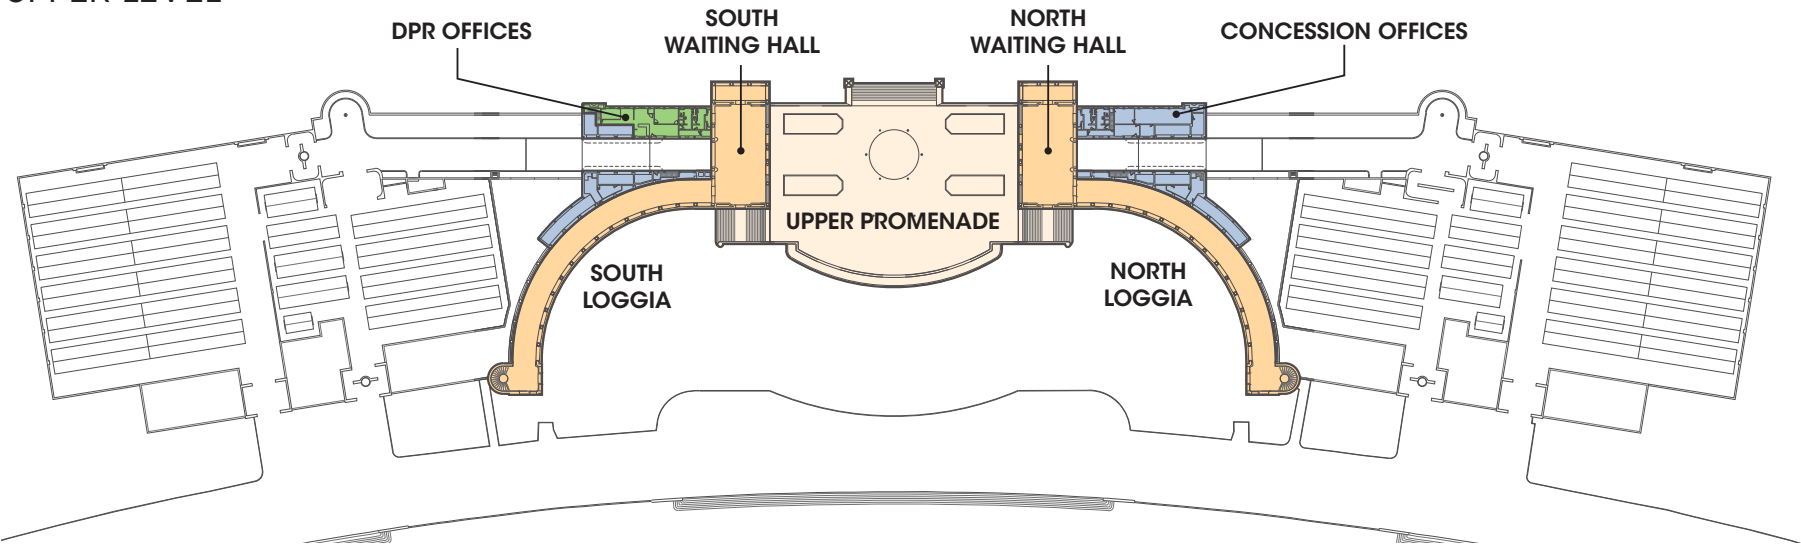 DPR OFFICES
SOUTH
WAITING HALL
NORTH
WAITING HALL
CONCESSION OFFICES
UPPER PROMENADE
SOUTH
LOGGIA
NORTH
LOGGIA